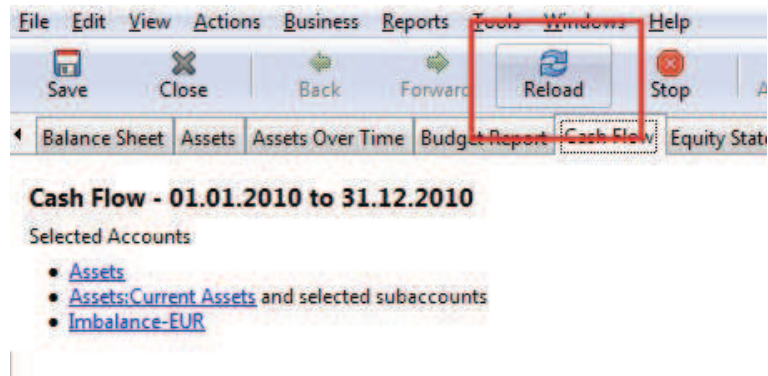 File Edit View Actions Business Reports Tools Windows Help
Save Close Back Forward Reload Stop
Balance Sheet Assets Assets Over Time Budget Report Cash Flow Equity State
Cash Flow - 01.01.2010 to 31.12.2010
Selected Accounts
Assets
Assets:Current Assets and selected subaccounts
Imbalance-EUR